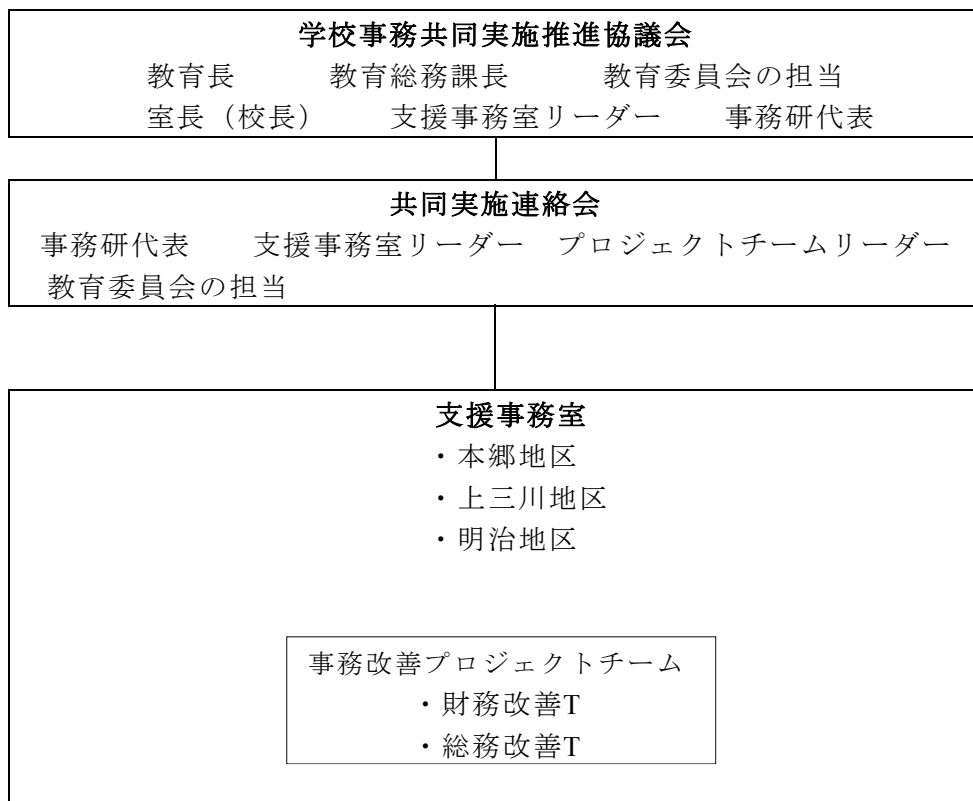 学校事務共同実施推進協議会
教育長 教育総務課長 教育委員会の担当
室長（校長） 支援事務室リーダー 事務研代表
共同実施連絡会
事務研代表 支援事務室リーダー プロジェクトチームリーダー
教育委員会の担当
支援事務室
・本郷地区
・上三川地区
・明治地区
事務改善プロジェクトチーム
・財務改善T
・総務改善T